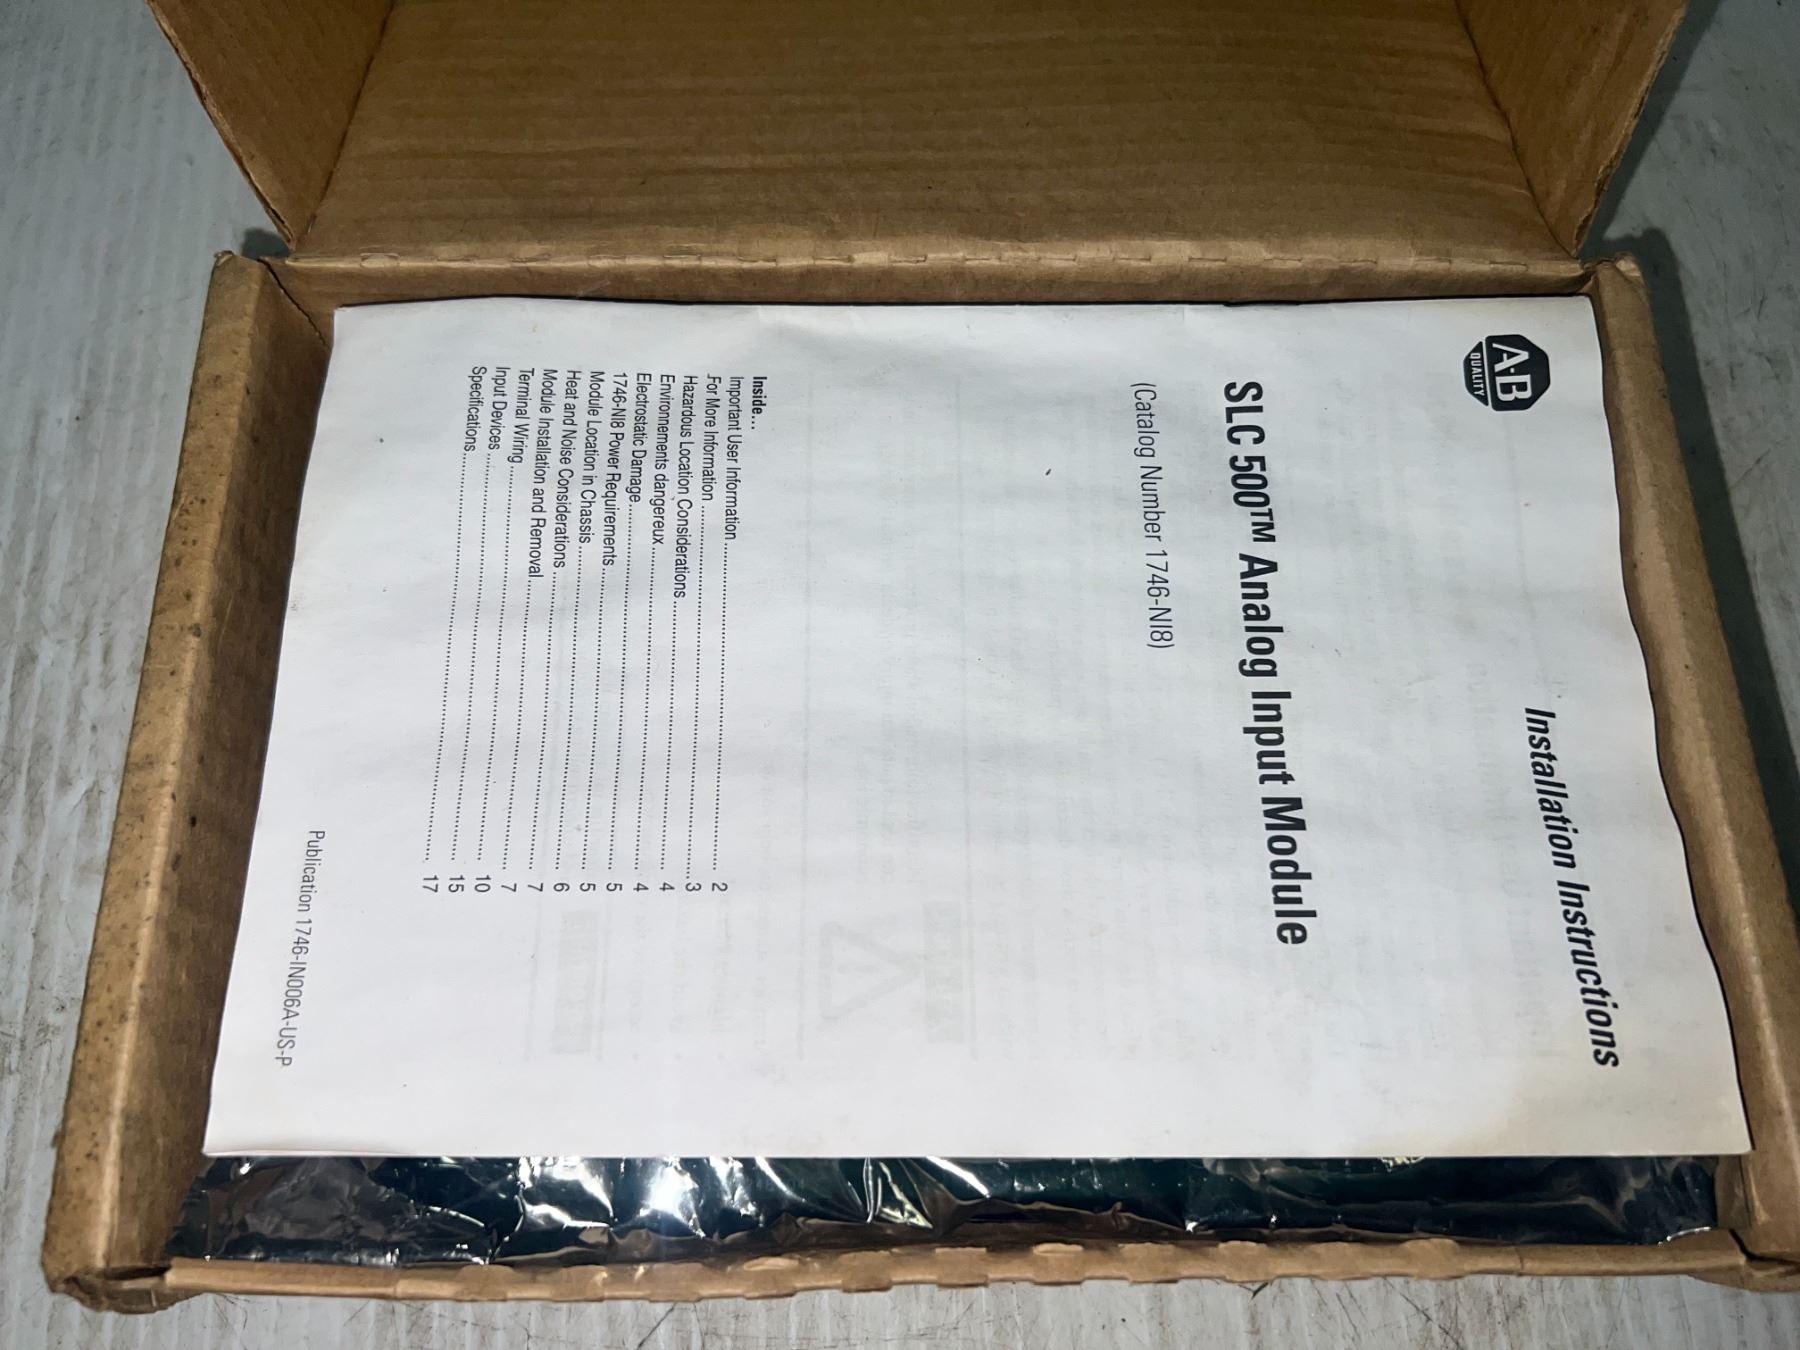 A-B
QUALITY
Installation Instructions
SLC 500™ Analog Input Module
(Catalog Number 1746-NI8)
Inside...
Important User Information .......... 2
For More Information .......... 3
Hazardous Location Considerations .......... 4
Environnements dangereux .......... 4
Electrostatic Damage .......... 5
1746-NI8 Power Requirements .......... 5
Module Location in Chassis .......... 6
Heat and Noise Considerations .......... 7
Module Installation and Removal .......... 7
Terminal Wiring .......... 10
Input Devices .......... 15
Specifications .......... 17
Publication 1746-IN006A-US-P